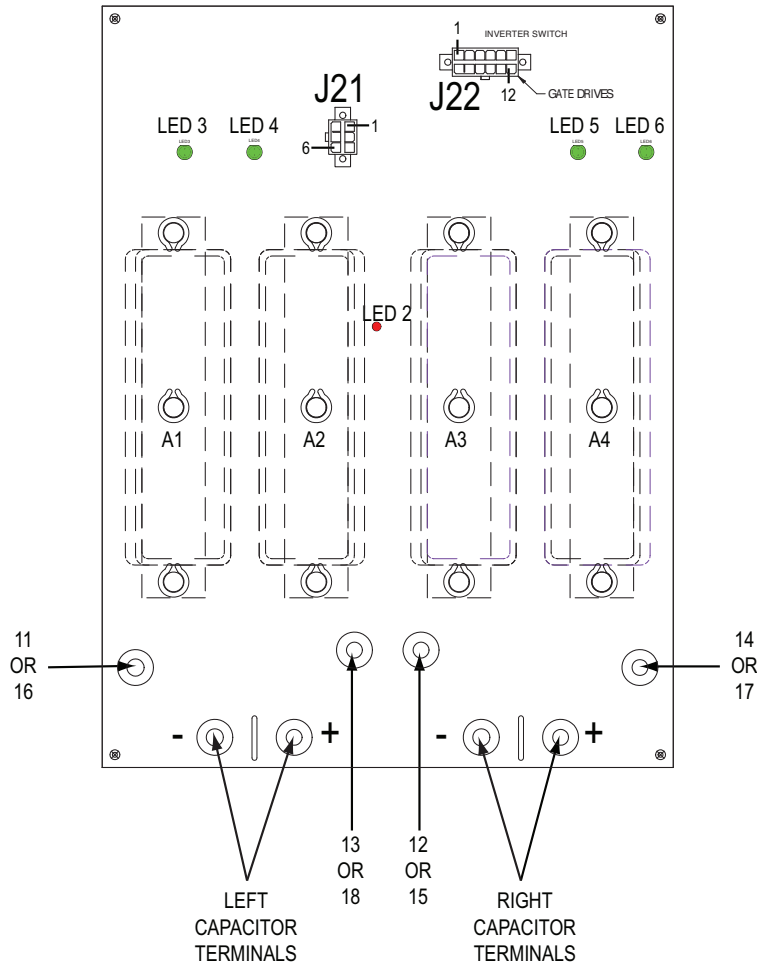 1
INVERTER SWITCH
J21
J22
12
GATE DRIVES
LED 3
LED 4
1
6
LED 5
LED 6
LED 2
A1
A2
A3
A4
11
OR
16
14
OR
17
-
+
-
+
13
OR
18
12
OR
15
LEFT
CAPACITOR
TERMINALS
RIGHT
CAPACITOR
TERMINALS